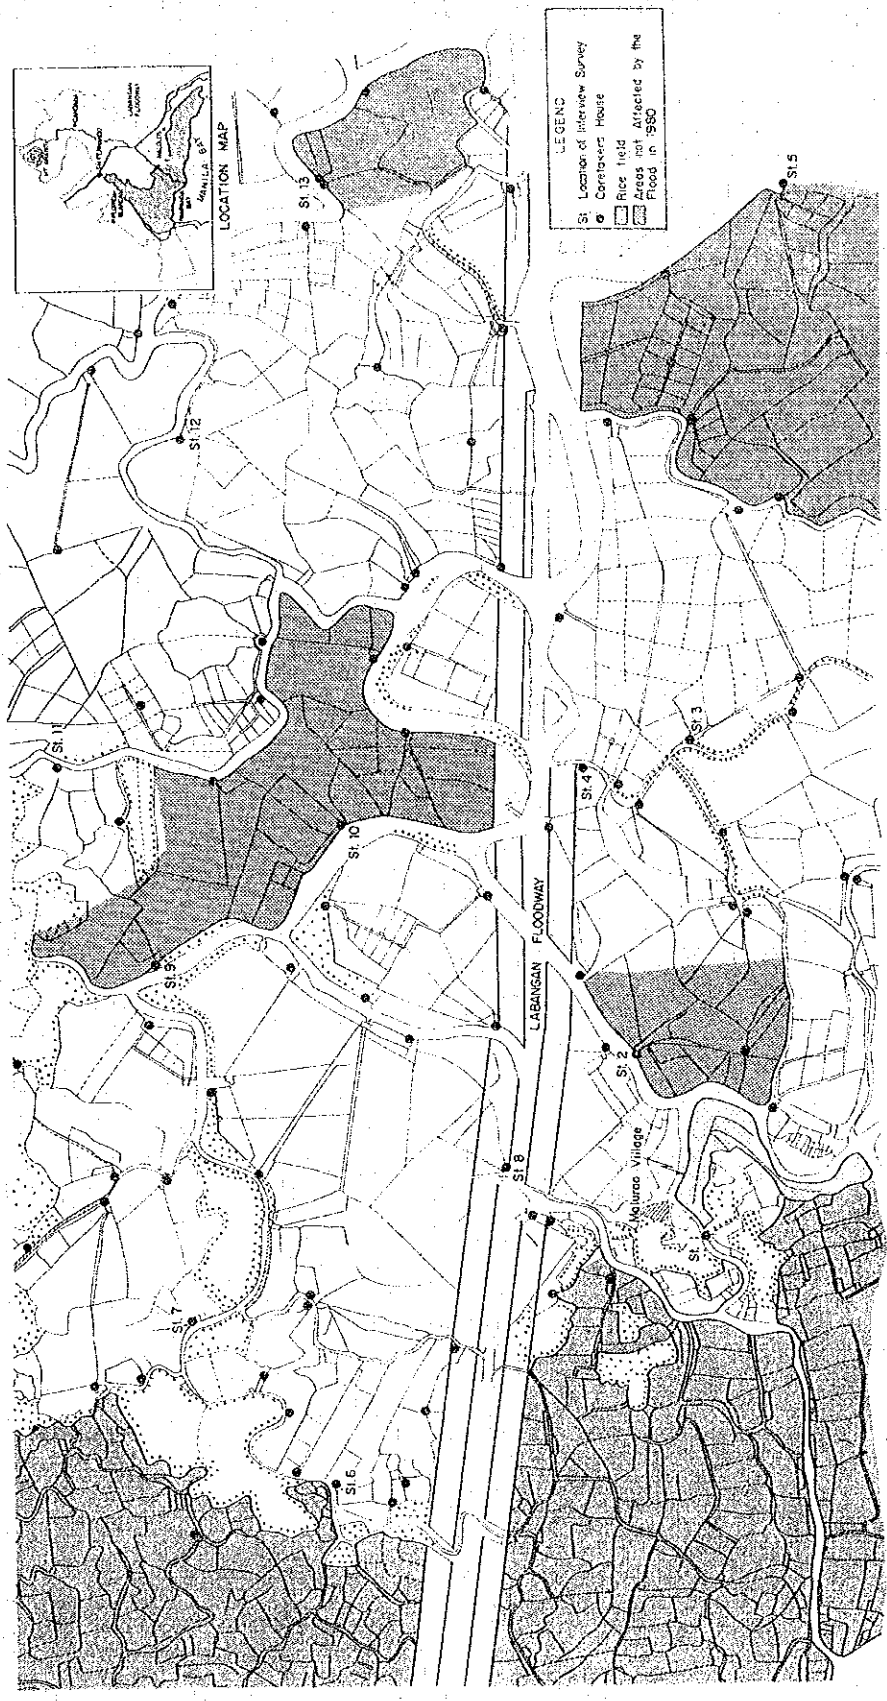 LOCATION MAP
MANILA BAY
LEGEND
St. Location of Interview Survey
Caretakers House
Rice field
Areas not Affected by the
Flood in 1980
St. 13
St. 5
St. 12
St. 11
St. 3
St. 4
St. 10
LABANGAN FLOODWAY
St. 9
St. 2
St. 8
Maturao Village
St.
St. 7
St. 6